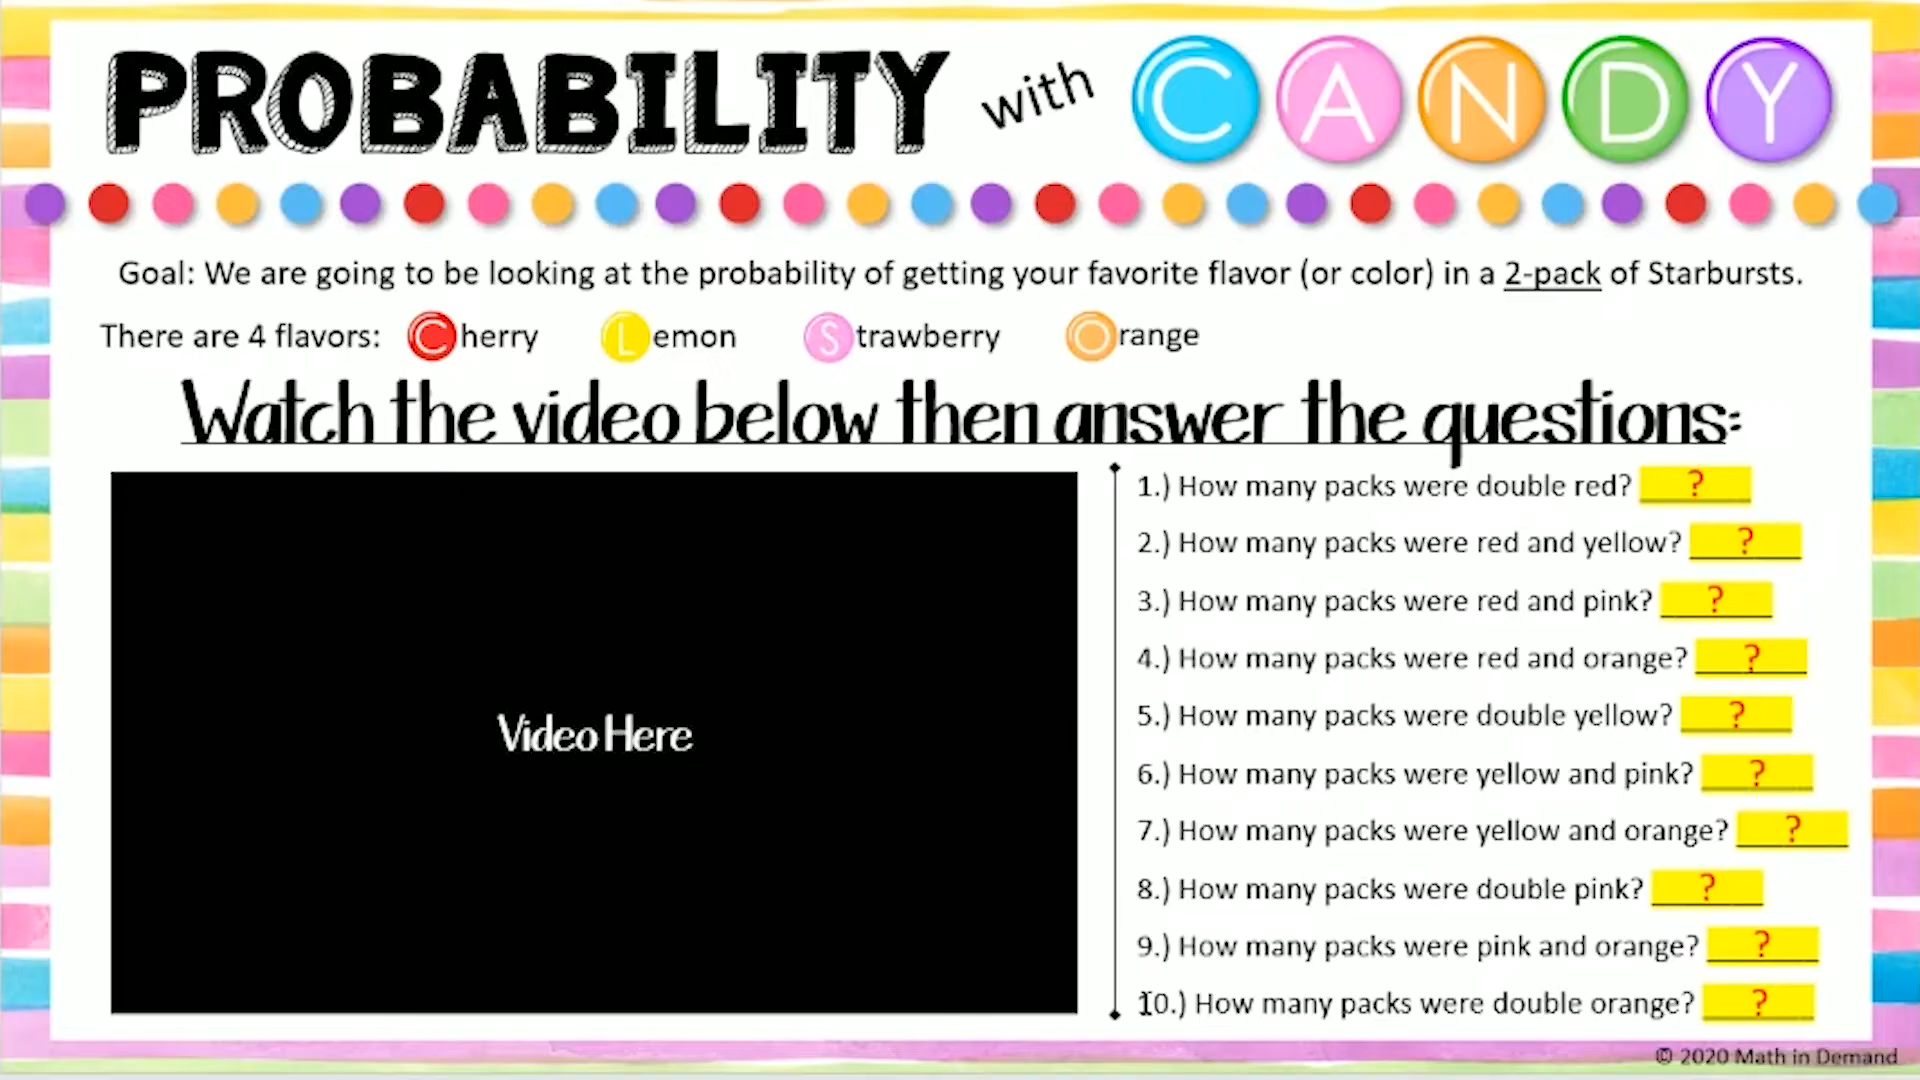 PROBABILITY with CANDY
Goal: We are going to be looking at the probability of getting your favorite flavor (or color) in a 2-pack of Starbursts.
There are 4 flavors: Cherry Lemon Strawberry Orange
Watch the video below then answer the questions:
Video Here
1.) How many packs were double red? ?
2.) How many packs were red and yellow? ?
3.) How many packs were red and pink? ?
4.) How many packs were red and orange? ?
5.) How many packs were double yellow? ?
6.) How many packs were yellow and pink? ?
7.) How many packs were yellow and orange? ?
8.) How many packs were double pink? ?
9.) How many packs were pink and orange? ?
10.) How many packs were double orange? ?
© 2020 Math in Demand